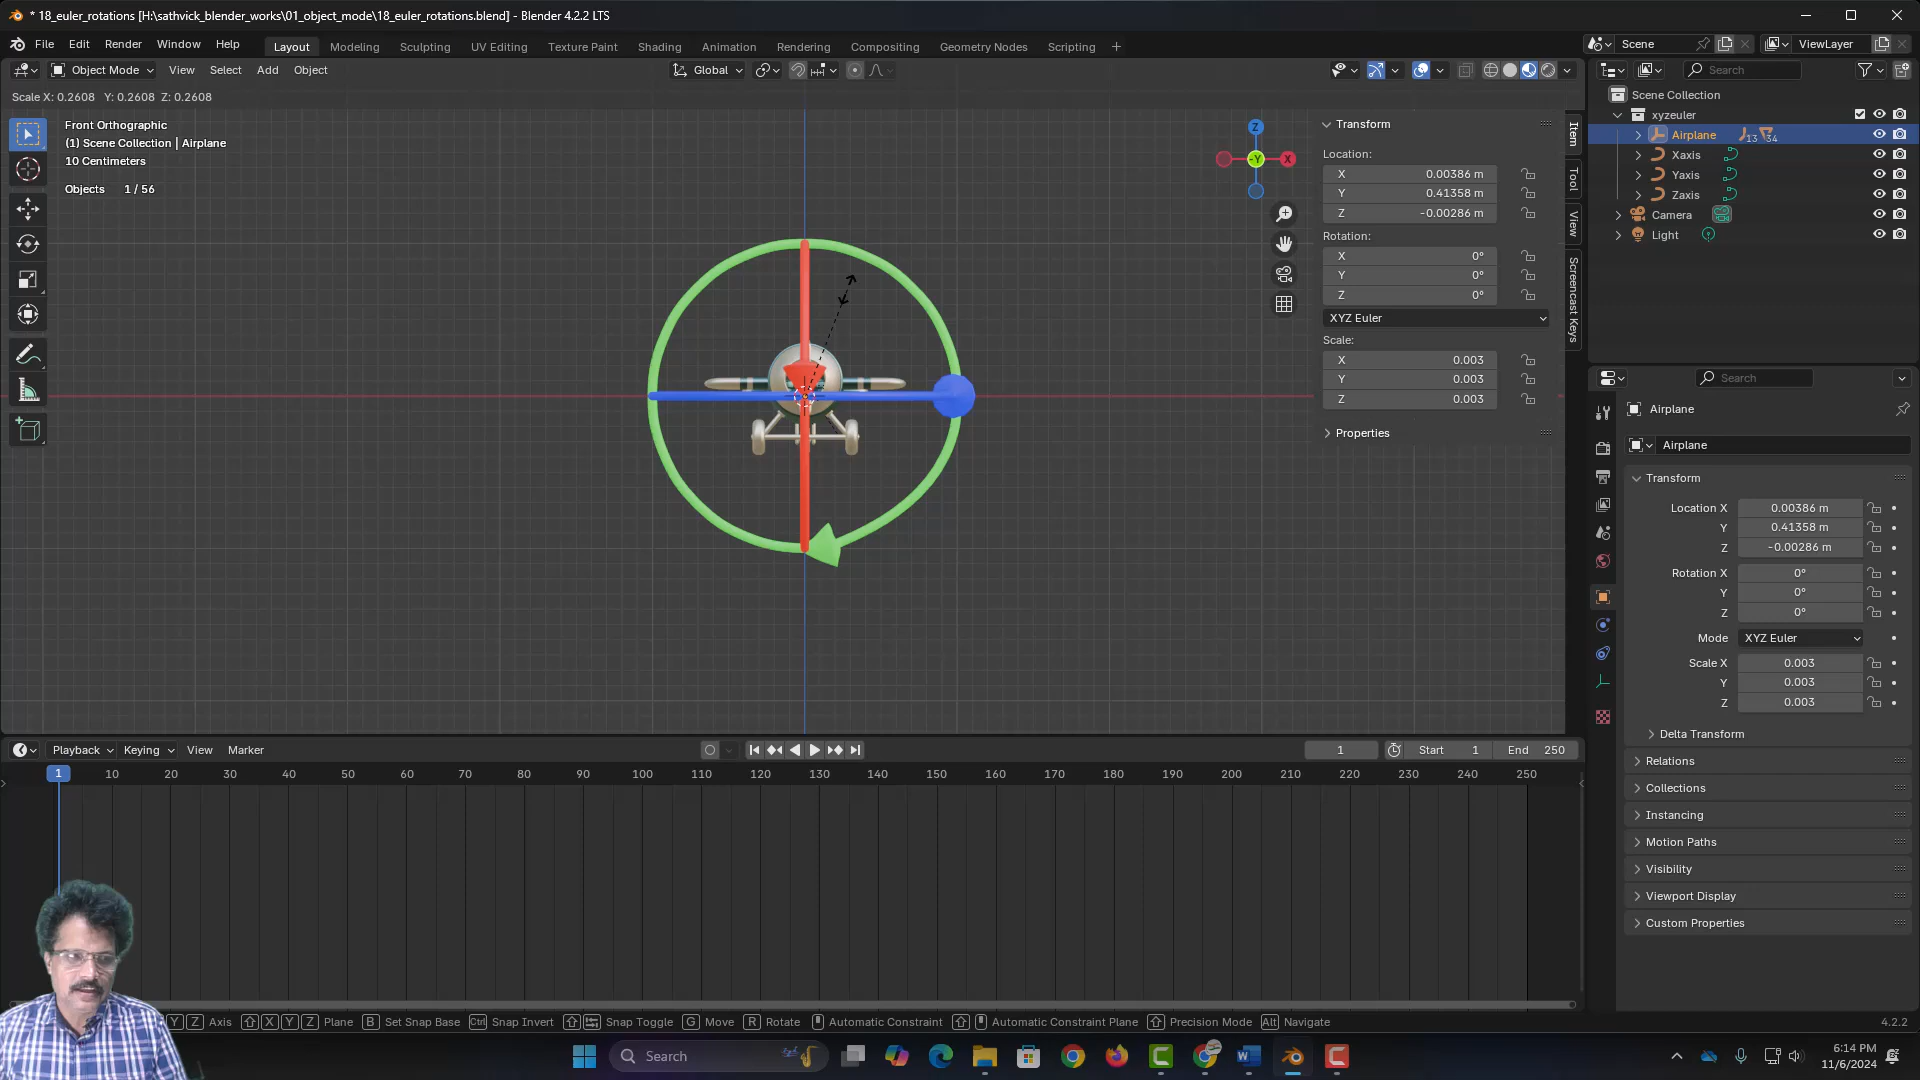 * 18_euler_rotations [H:\sathvick_blender_works\01_object_mode\18_euler_rotations.blend] - Blender 4.2.2 LTS
File Edit Render Window Help Layout Modeling Sculpting UV Editing Texture Paint Shading Animation Rendering Compositing Geometry Nodes Scripting + Scene ViewLayer
Object Mode View Select Add Object Global Search
Scale X: 0.2608 Y: 0.2608 Z: 0.2608
Front Orthographic
(1) Scene Collection | Airplane
10 Centimeters
Objects 1 / 56
Z
-Y
X
Transform
Location:
X 0.00386 m
Y 0.41358 m
Z -0.00286 m
Rotation:
X 0°
Y 0°
Z 0°
XYZ Euler
Scale:
X 0.003
Y 0.003
Z 0.003
Properties
Item
Tool
View
Screencast Keys
Scene Collection
xyzeuler
Airplane 13 34
Xaxis
Yaxis
Zaxis
Camera
Light
Search
Airplane
Airplane
Transform
Location X 0.00386 m
Y 0.41358 m
Z -0.00286 m
Rotation X 0°
Y 0°
Z 0°
Mode XYZ Euler
Scale X 0.003
Y 0.003
Z 0.003
Delta Transform
Relations
Collections
Instancing
Motion Paths
Visibility
Viewport Display
Custom Properties
Playback Keying View Marker 1 Start 1 End 250
1 10 20 30 40 50 60 70 80 90 100 110 120 130 140 150 160 170 180 190 200 210 220 230 240 250
Y Z Axis X Y Z Plane B Set Snap Base Ctrl Snap Invert Snap Toggle G Move R Rotate Automatic Constraint Automatic Constraint Plane Precision Mode Alt Navigate 4.2.2
Search
6:14 PM
11/6/2024